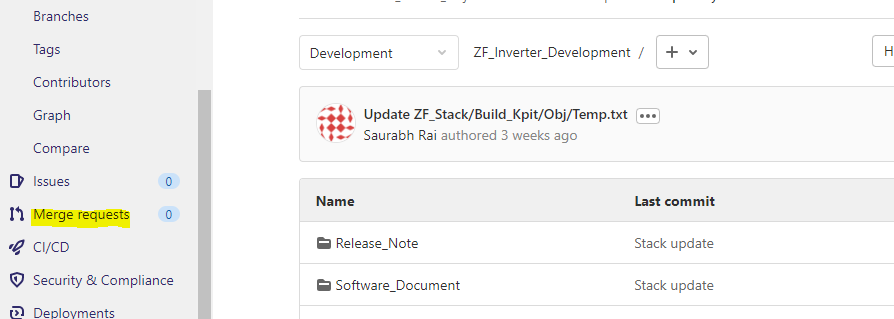 Branches
Tags
Contributors
Graph
Compare
Issues 0
Merge requests 0
CI/CD
Security & Compliance
Deployments
Development ZF_Inverter_Development / +
Update ZF_Stack/Build_Kpit/Obj/Temp.txt
Saurabh Rai authored 3 weeks ago
Name Last commit
Release_Note Stack update
Software_Document Stack update